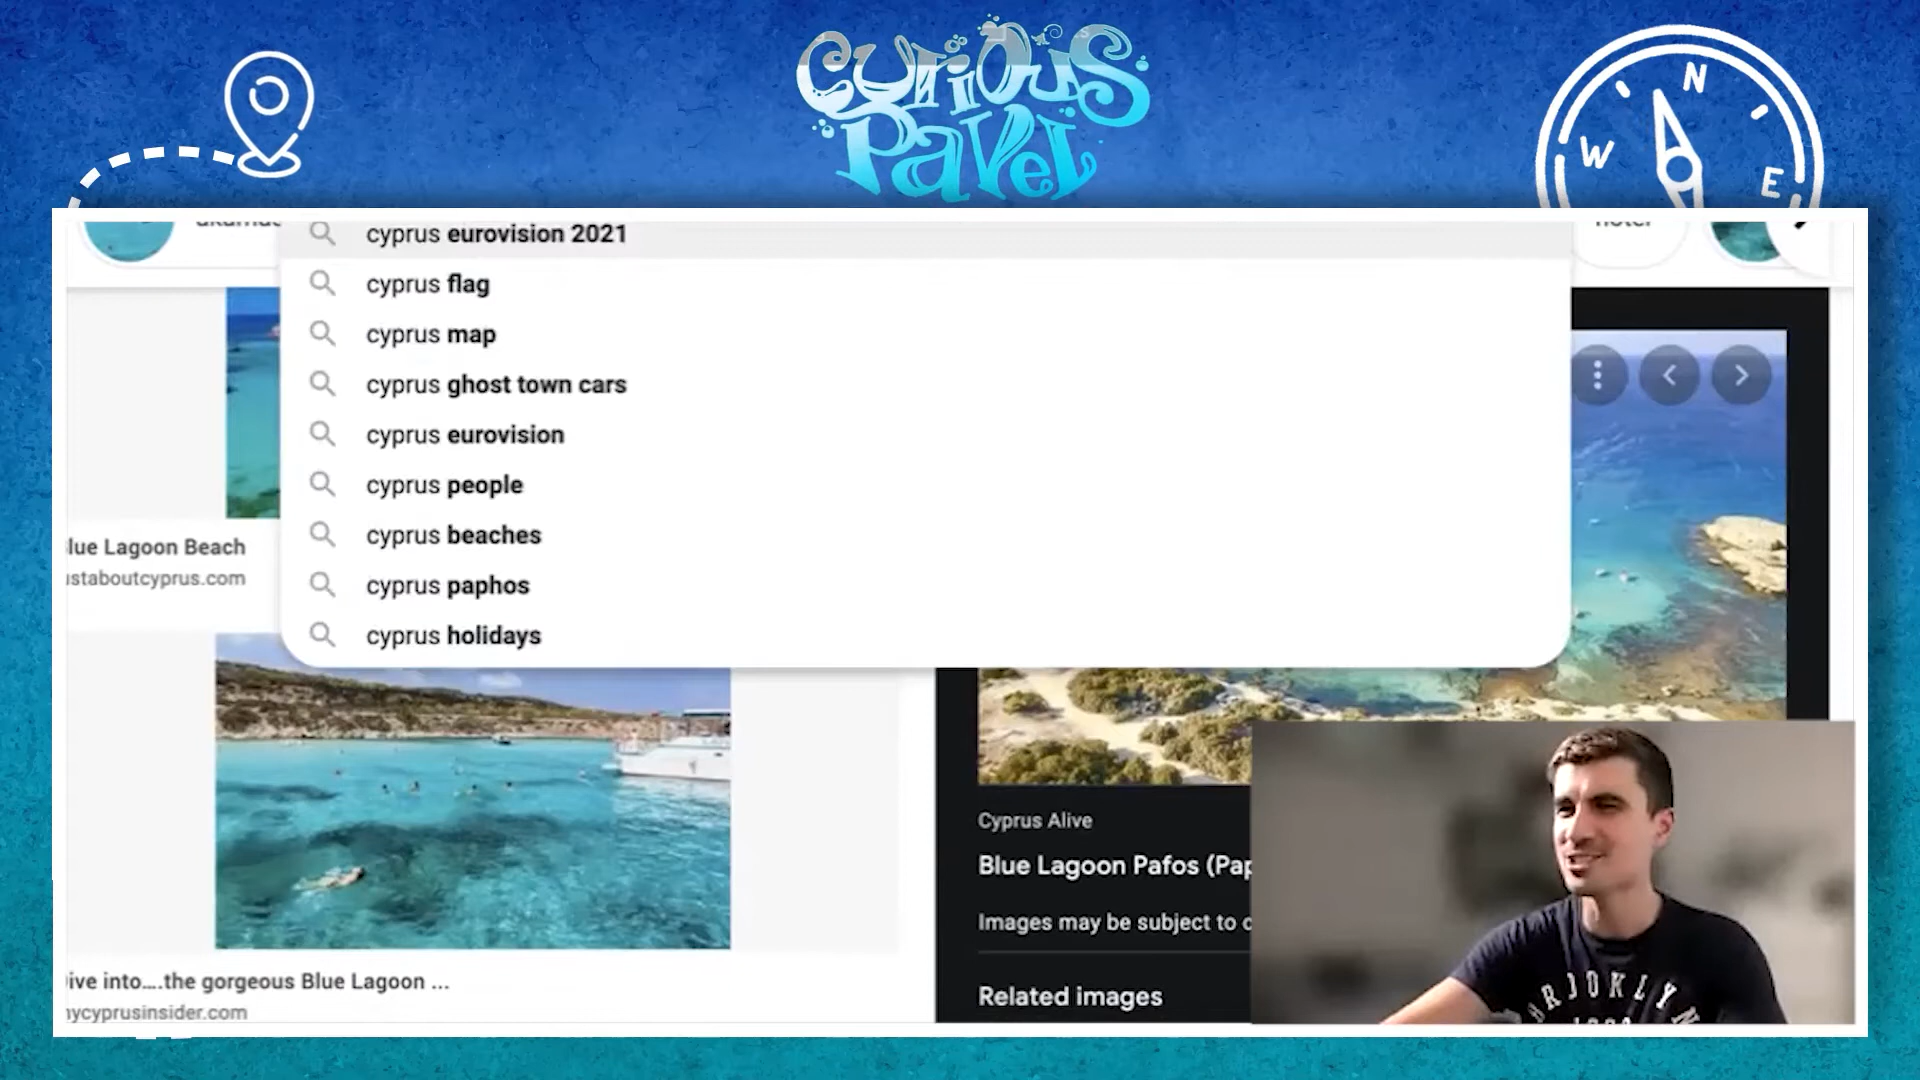 Curious
Pavel
N
W
E
cyprus eurovision 2021
cyprus flag
cyprus map
cyprus ghost town cars
cyprus eurovision
cyprus people
cyprus beaches
cyprus paphos
cyprus holidays
lue Lagoon Beach
ustaboutcyprus.com
ive into....the gorgeous Blue Lagoon ...
ycyprusinsider.com
Cyprus Alive
Blue Lagoon Pafos (Pap
Images may be subject to c
Related images
BROOKLYN